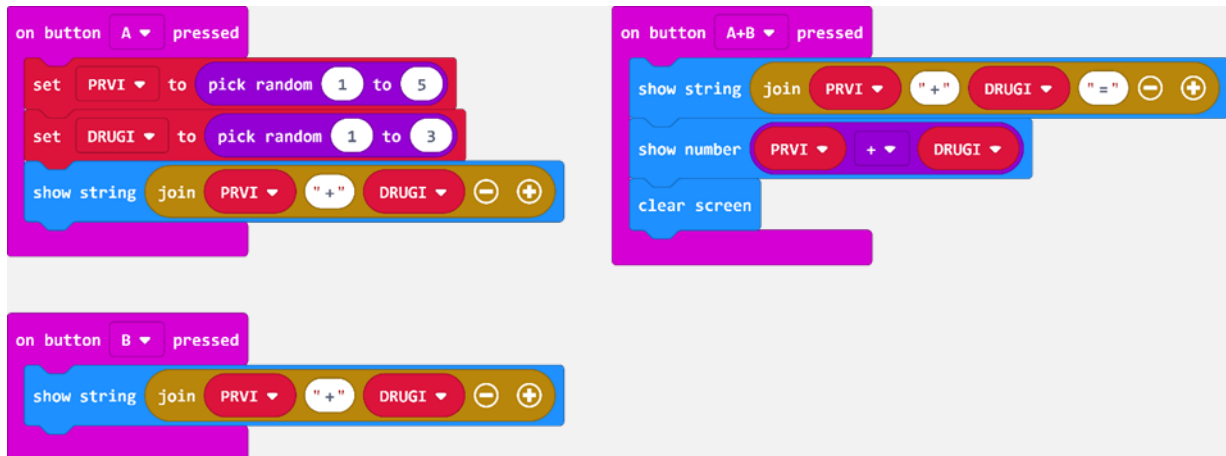 on button A pressed
set PRVI to pick random 1 to 5
set DRUGI to pick random 1 to 3
show string join PRVI "+" DRUGI
on button A+B pressed
show string join PRVI "+" DRUGI "="
show number PRVI + DRUGI
clear screen
on button B pressed
show string join PRVI "+" DRUGI